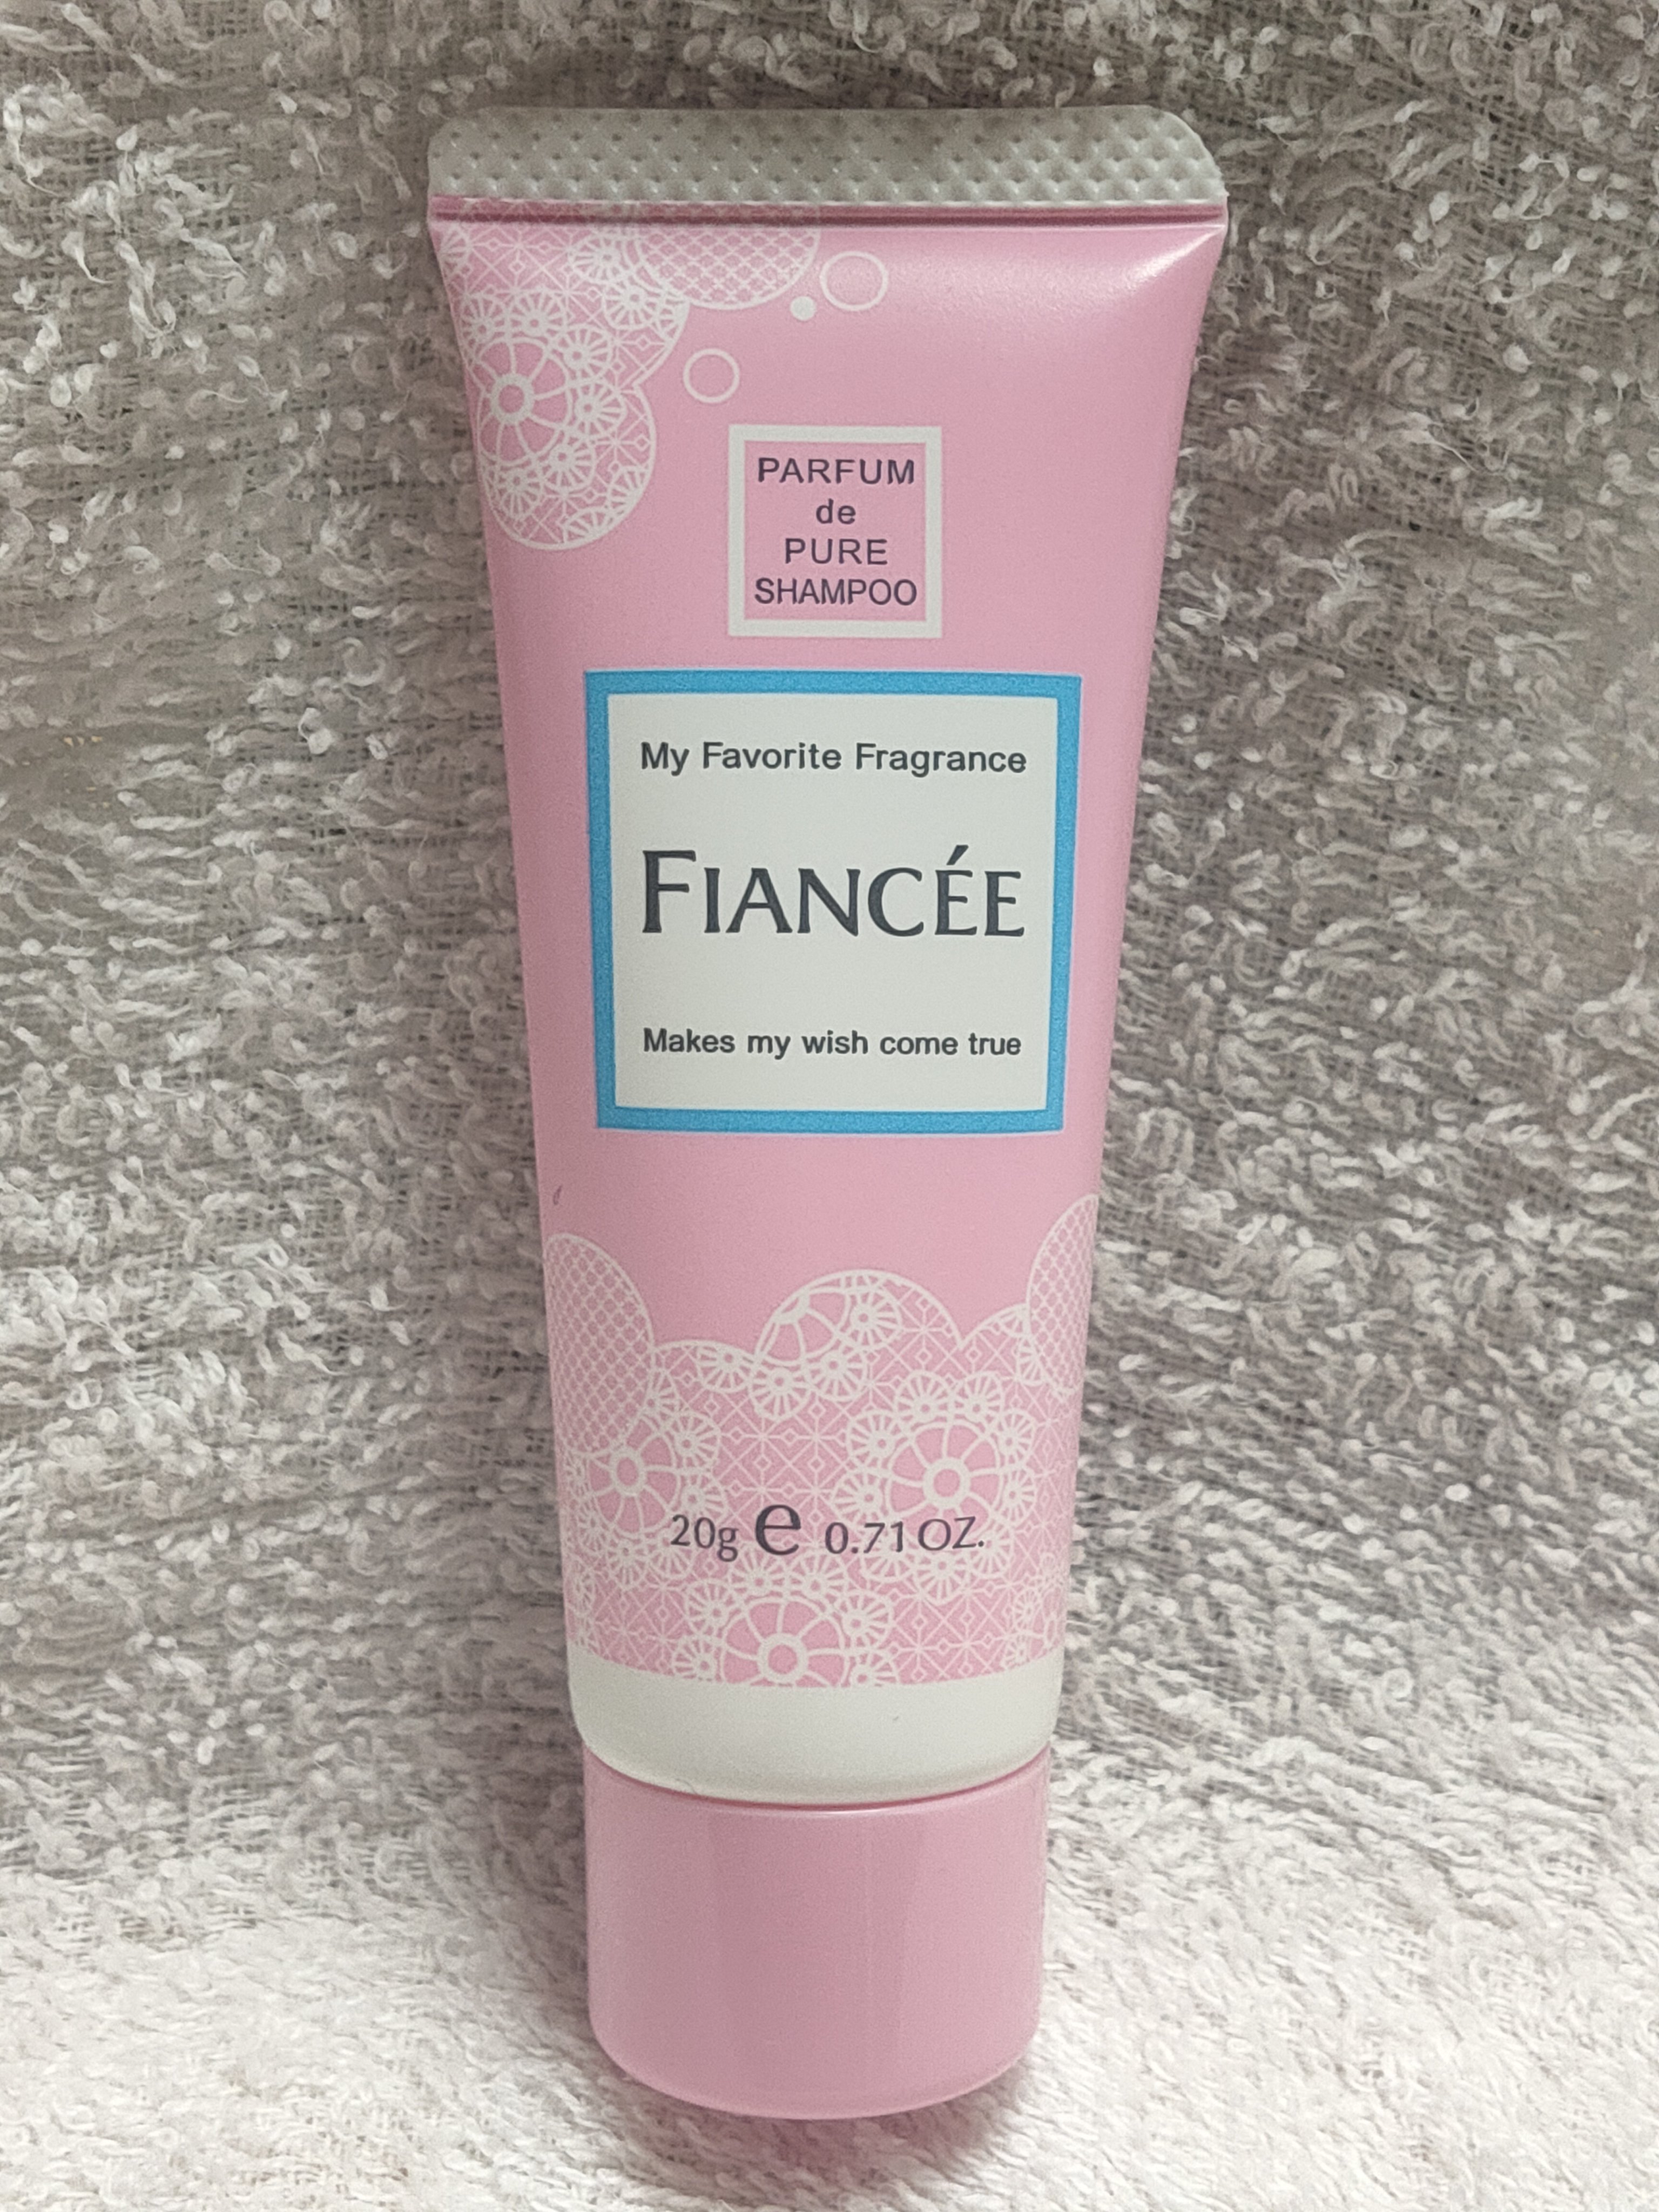 PARFUM
de
PURE
SHAMPOO
My Favorite Fragrance
FIANCÉE
Makes my wish come true
20g e 0.71 OZ.